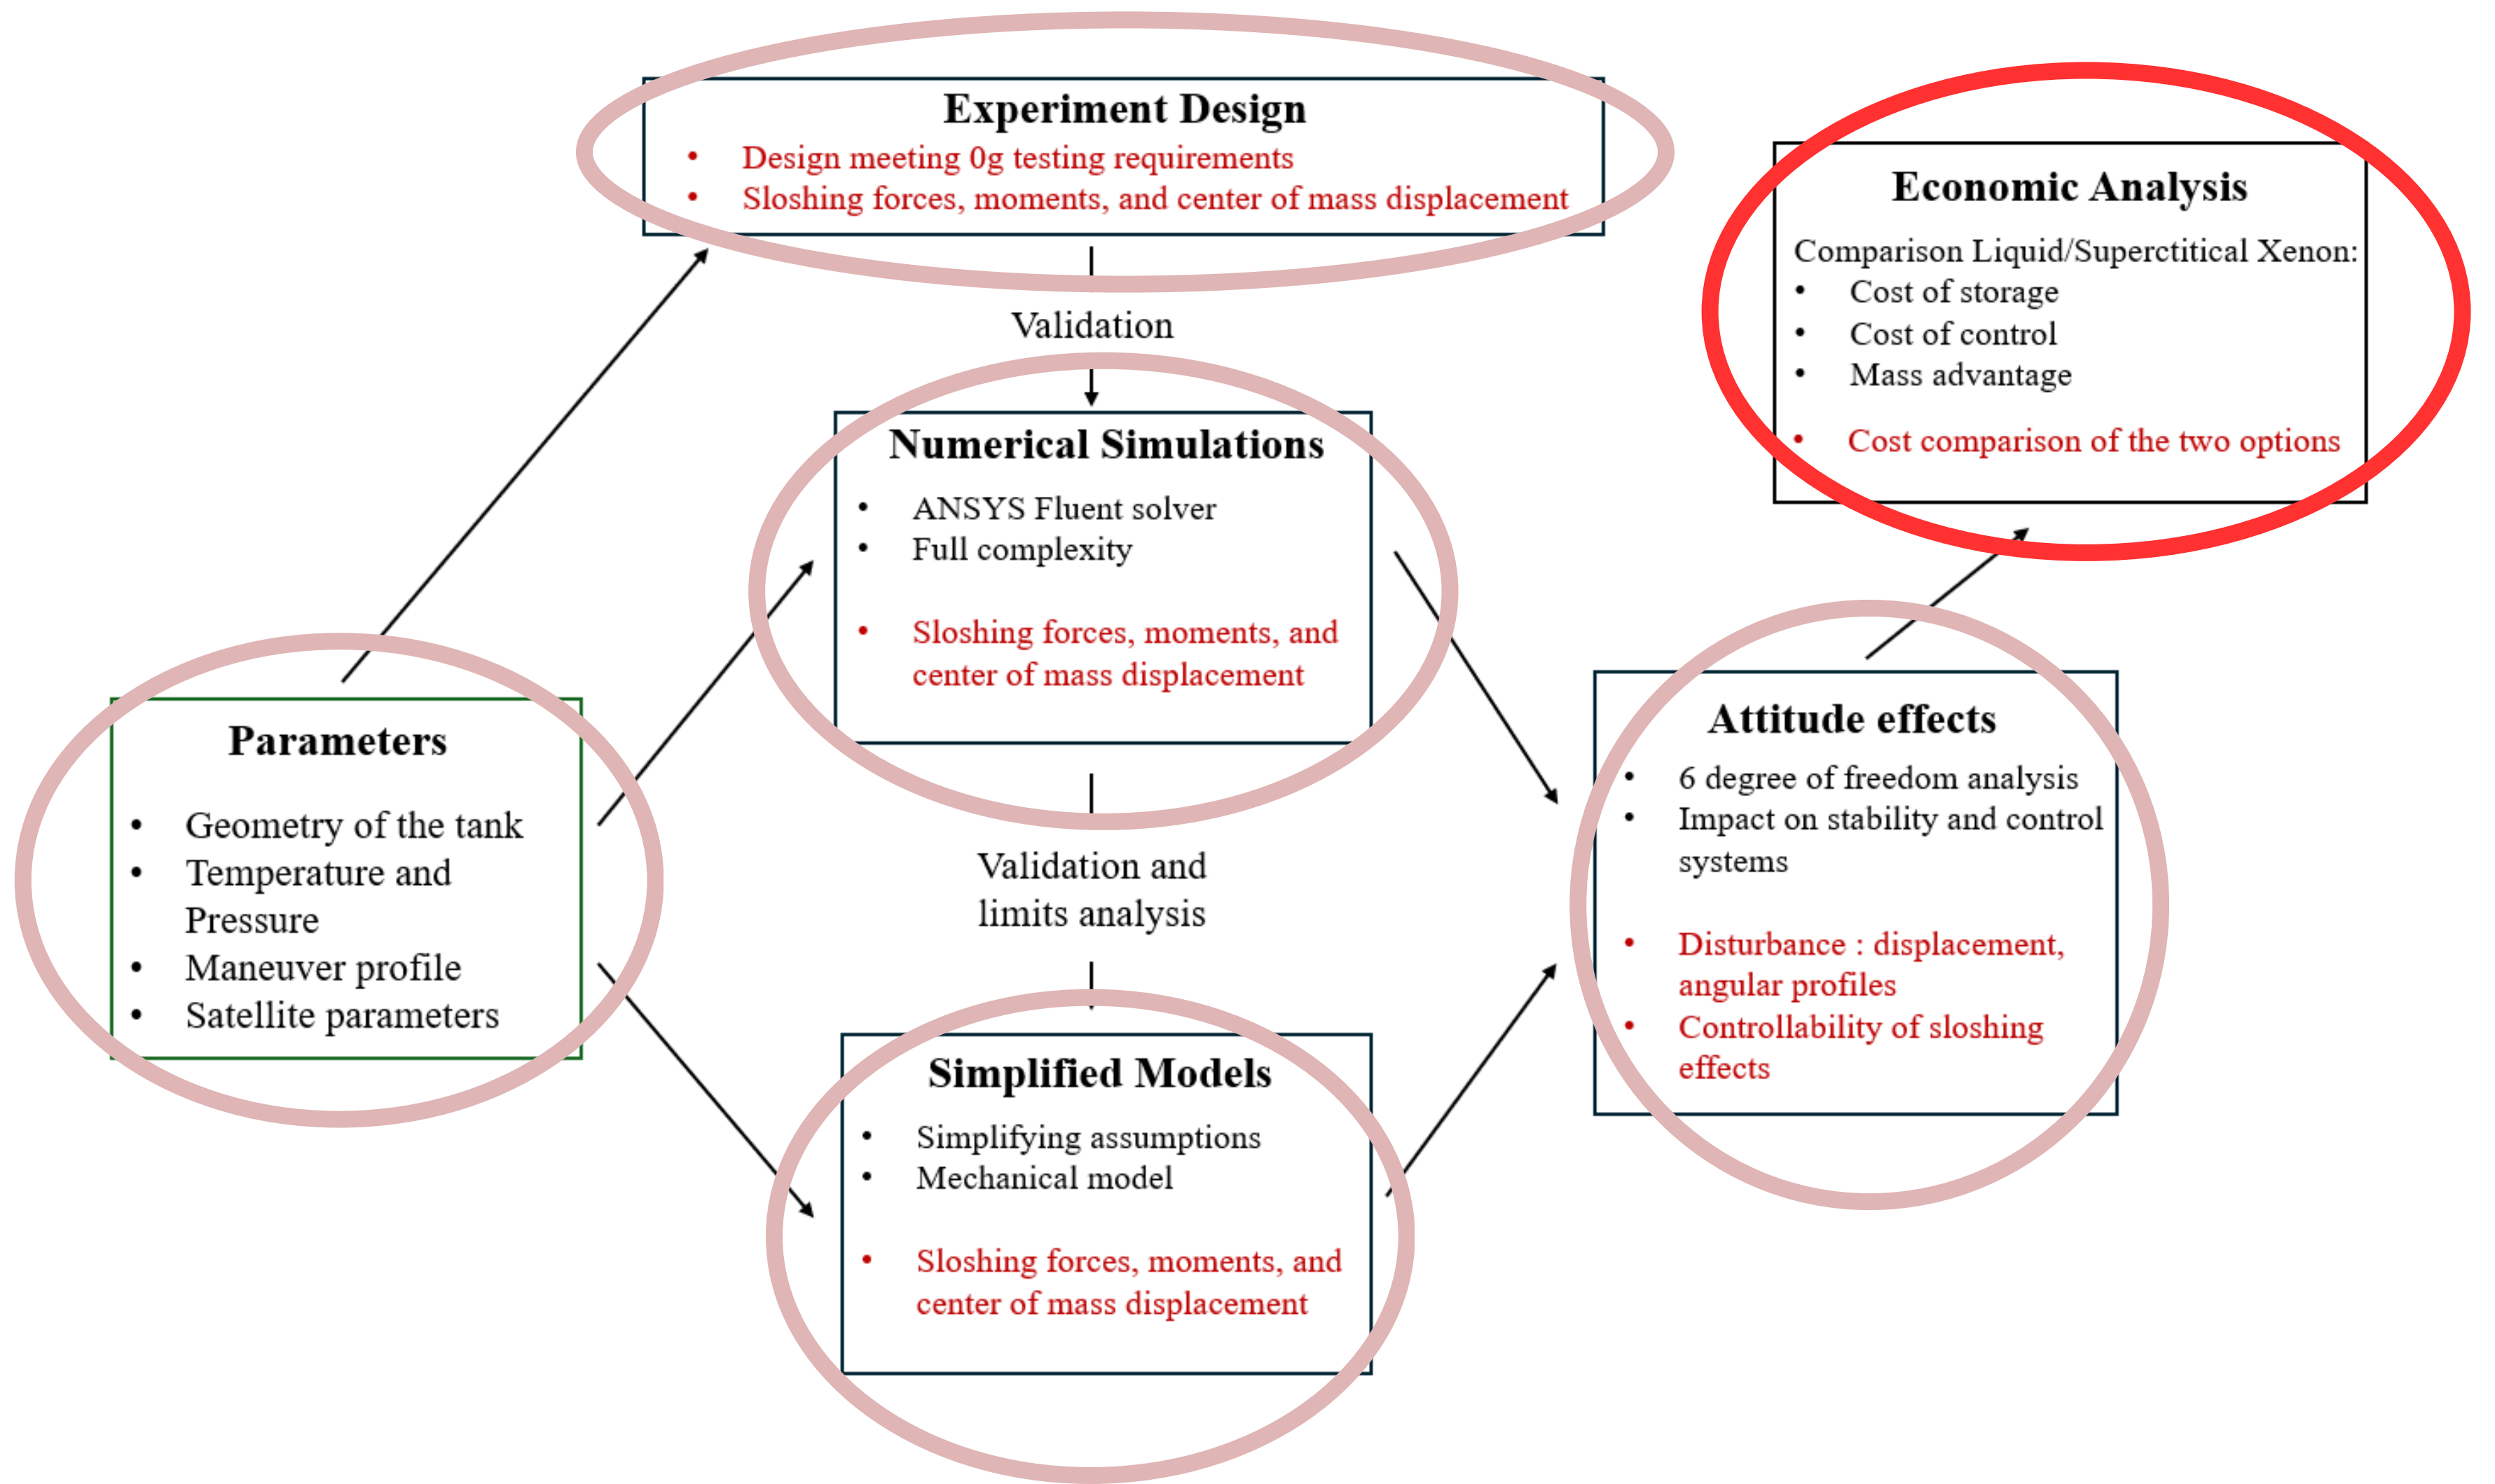 Experiment Design
• Design meeting 0g testing requirements
• Sloshing forces, moments, and center of mass displacement
Economic Analysis
Comparison Liquid/Superctitical Xenon:
• Cost of storage
• Cost of control
• Mass advantage
• Cost comparison of the two options
Validation
Numerical Simulations
• ANSYS Fluent solver
• Full complexity
• Sloshing forces, moments, and
center of mass displacement
Parameters
• Geometry of the tank
• Temperature and
Pressure
• Maneuver profile
• Satellite parameters
Validation and
limits analysis
Attitude effects
• 6 degree of freedom analysis
• Impact on stability and control
systems
• Disturbance : displacement,
angular profiles
• Controllability of sloshing
effects
Simplified Models
• Simplifying assumptions
• Mechanical model
• Sloshing forces, moments, and
center of mass displacement